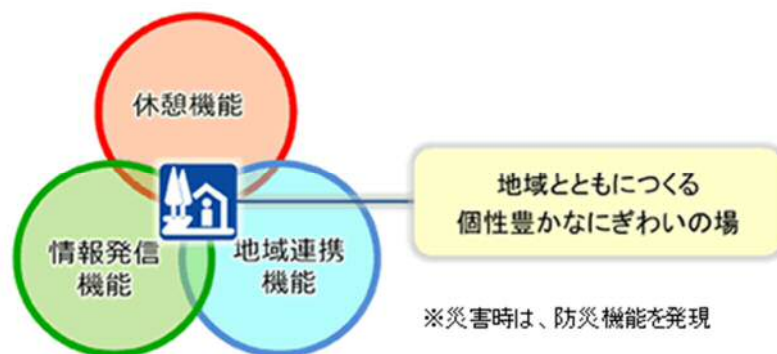 休憩機能
情報発信
機能
地域連携
機能
地域とともにつくる
個性豊かなにぎわいの場
※災害時は、防災機能を発現